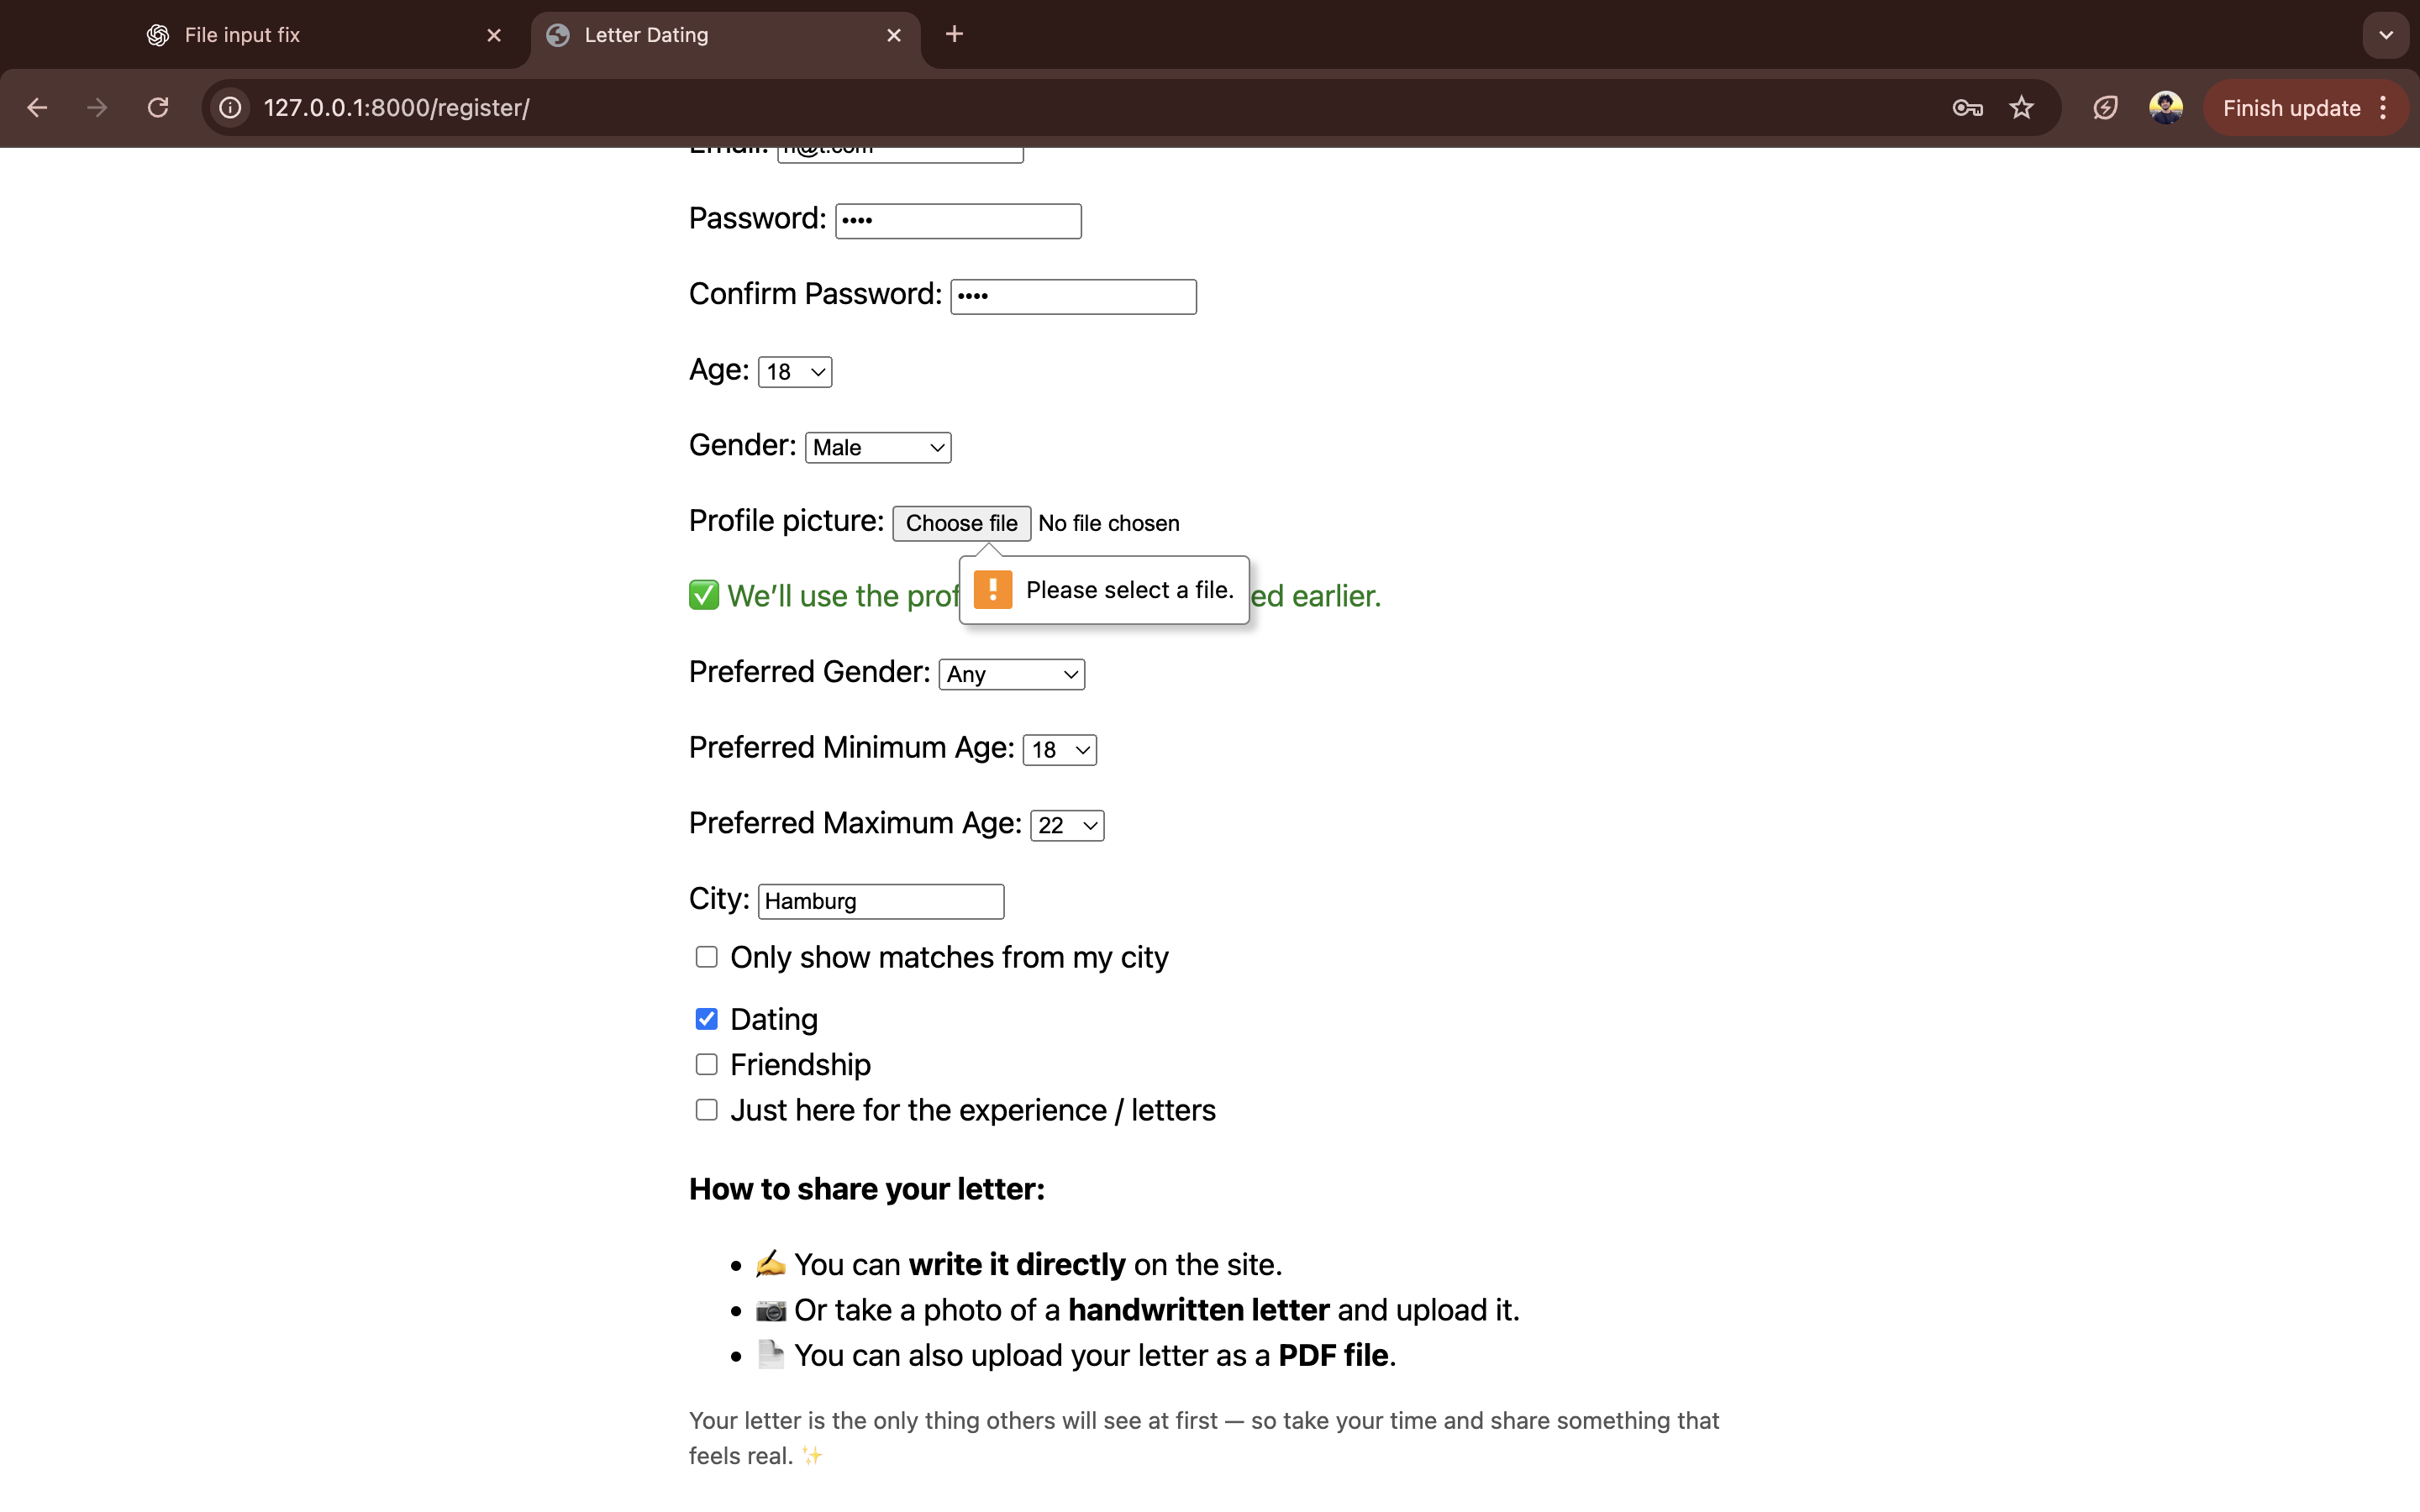 File input fix
Letter Dating
127.0.0.1:8000/register/
Finish update
Password: ••••
Confirm Password: ••••
Age: 18
Gender: Male
Profile picture: Choose file No file chosen
Please select a file.
✅ We’ll use the prof ed earlier.
Preferred Gender: Any
Preferred Minimum Age: 18
Preferred Maximum Age: 22
City: Hamburg
Only show matches from my city
Dating
Friendship
Just here for the experience / letters
How to share your letter:
• ✍️ You can write it directly on the site.
• 📷 Or take a photo of a handwritten letter and upload it.
• 📄 You can also upload your letter as a PDF file.
Your letter is the only thing others will see at first — so take your time and share something that
feels real. ✨